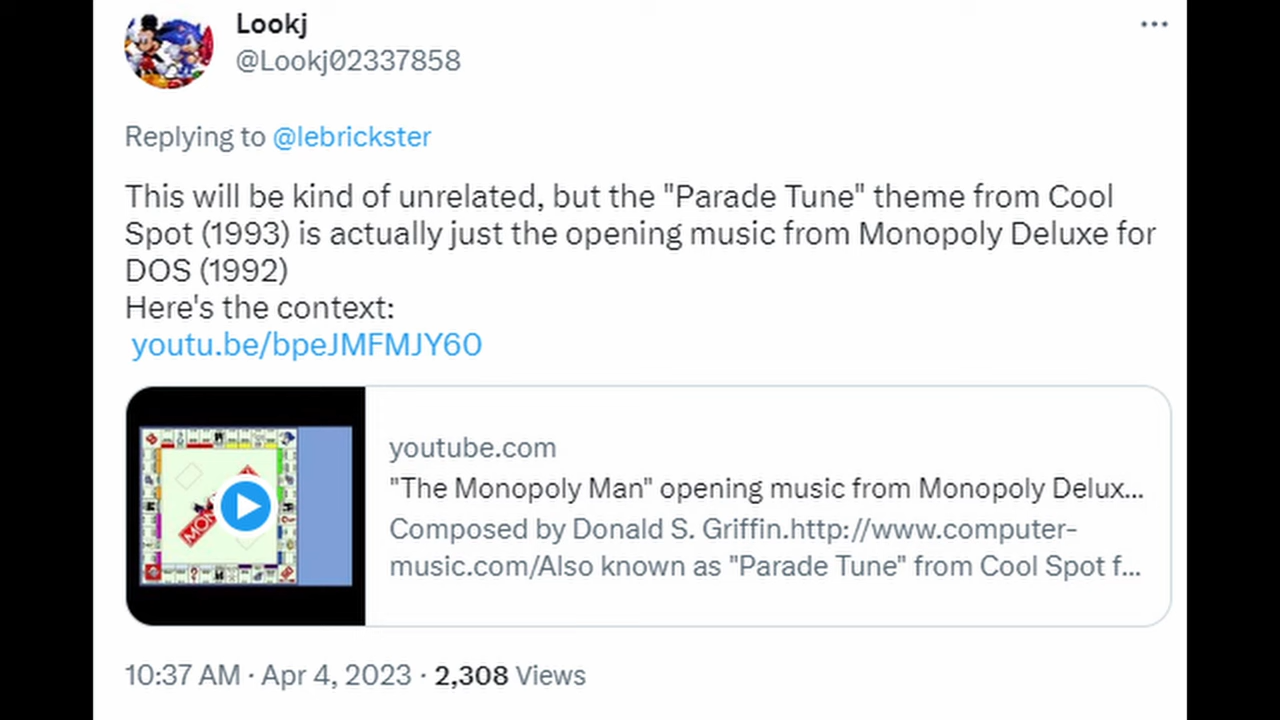 Lookj
@Lookj02337858
Replying to @lebrickster
This will be kind of unrelated, but the "Parade Tune" theme from Cool
Spot (1993) is actually just the opening music from Monopoly Deluxe for
DOS (1992)
Here's the context:
youtu.be/bpeJMFMJY60
youtube.com
"The Monopoly Man" opening music from Monopoly Delux...
Composed by Donald S. Griffin.http://www.computer-
music.com/Also known as "Parade Tune" from Cool Spot f...
10:37 AM · Apr 4, 2023 · 2,308 Views